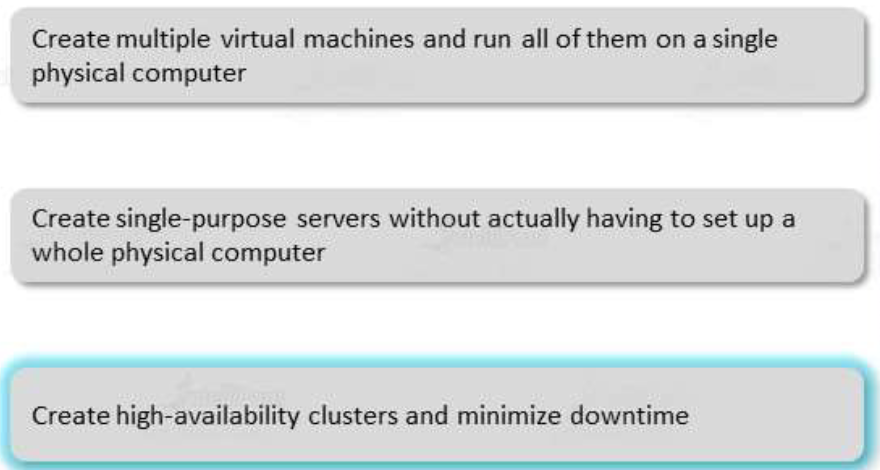 Create multiple virtual machines and run all of them on a single
physical computer
Create single-purpose servers without actually having to set up a
whole physical computer
Create high-availability clusters and minimize downtime